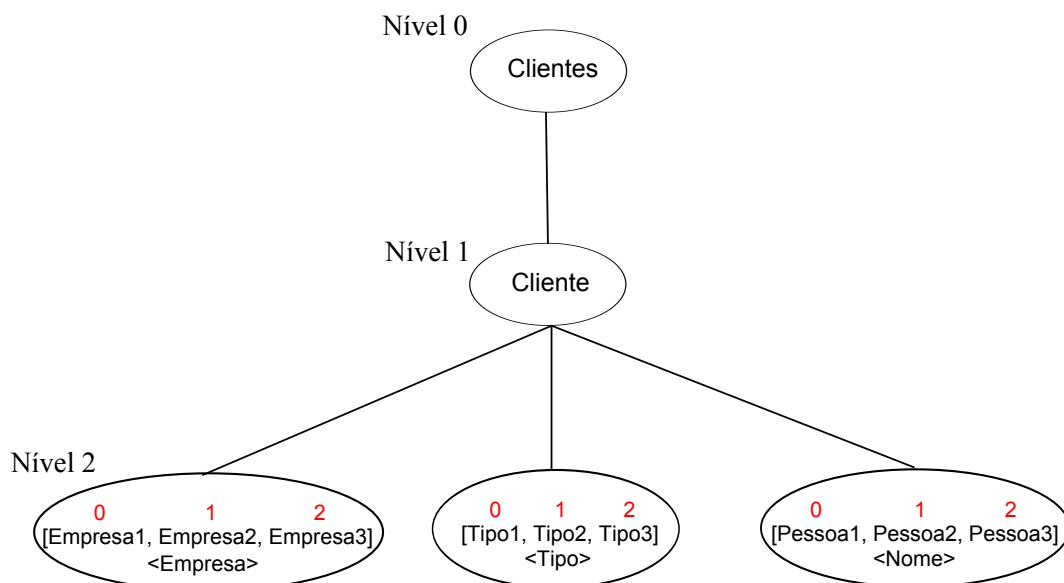 Nível 0
Clientes
Nível 1
Cliente
Nível 2
0 1 2
[Empresa1, Empresa2, Empresa3]
<Empresa>
0 1 2
[Tipo1, Tipo2, Tipo3]
<Tipo>
0 1 2
[Pessoa1, Pessoa2, Pessoa3]
<Nome>